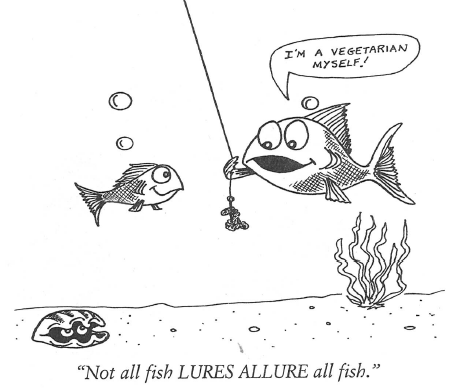 I'M A VEGETARIAN
MYSELF!
"Not all fish LURES ALLURE all fish."